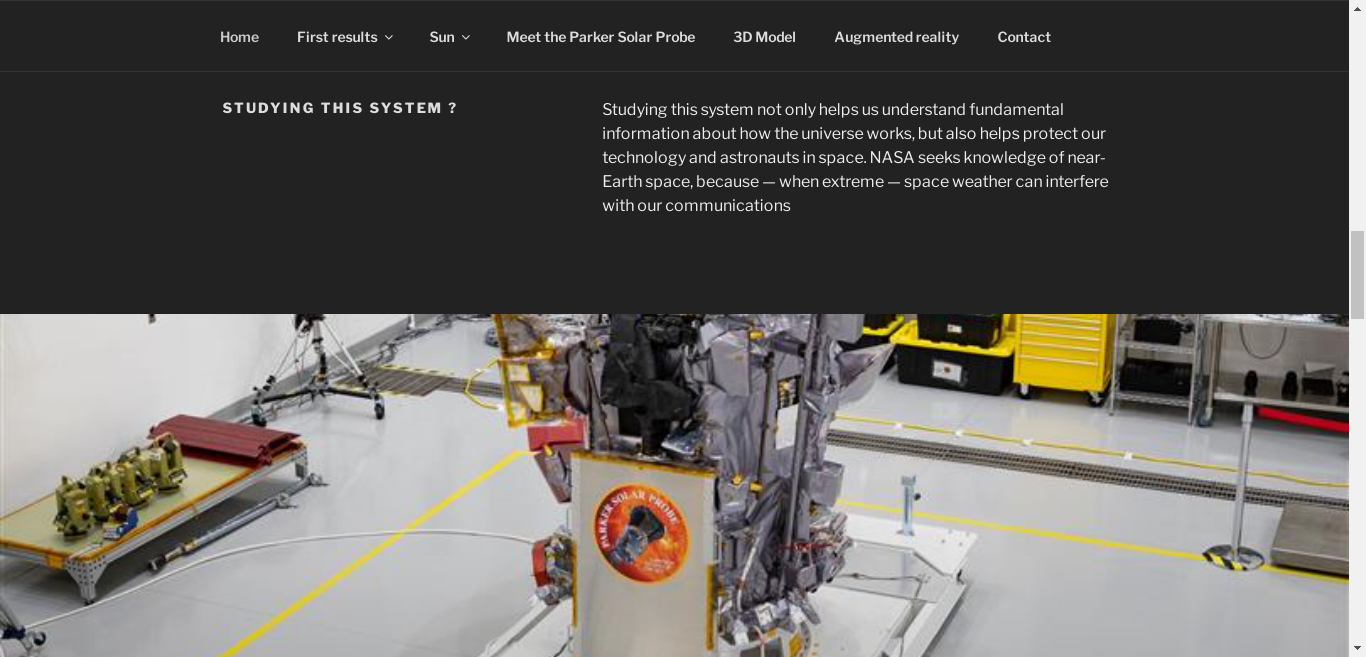 Home First results Sun Meet the Parker Solar Probe 3D Model Augmented reality Contact
STUDYING THIS SYSTEM ?
Studying this system not only helps us understand fundamental
information about how the universe works, but also helps protect our
technology and astronauts in space. NASA seeks knowledge of near-
Earth space, because — when extreme — space weather can interfere
with our communications
PARKER SOLAR PROBE